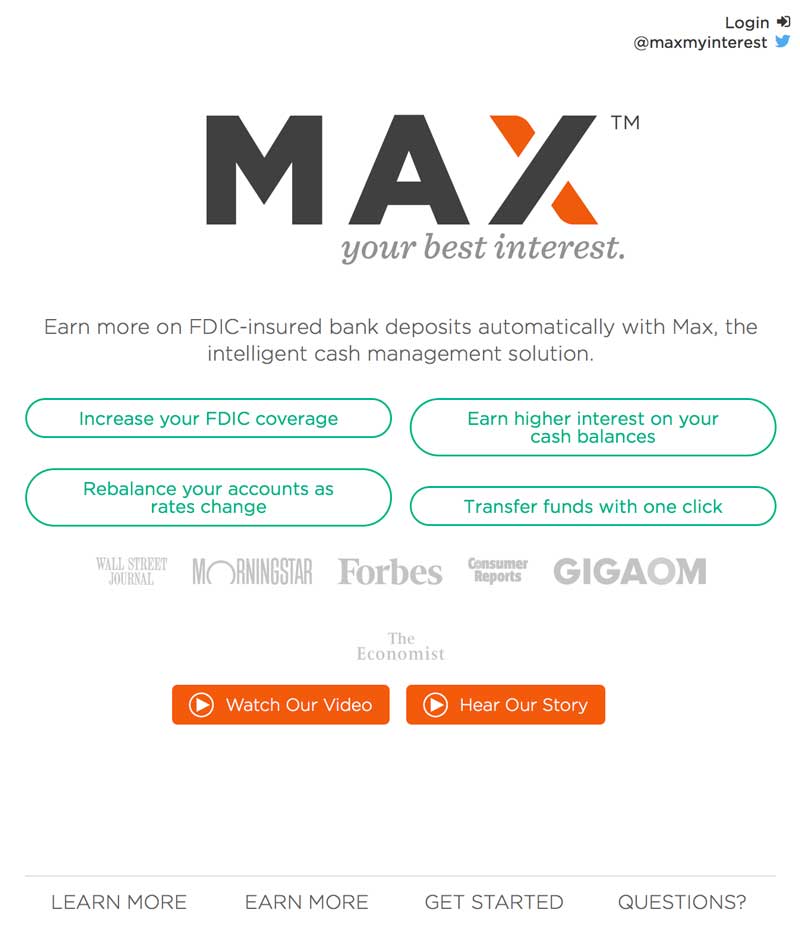 Login
@maxmyinterest
MAX™
your best interest.
Earn more on FDIC-insured bank deposits automatically with Max, the
intelligent cash management solution.
Increase your FDIC coverage
Earn higher interest on your
cash balances
Rebalance your accounts as
rates change
Transfer funds with one click
WALL STREET
JOURNAL
MORNINGSTAR
Forbes
Consumer
Reports
GIGAOM
The
Economist
Watch Our Video
Hear Our Story
LEARN MORE
EARN MORE
GET STARTED
QUESTIONS?